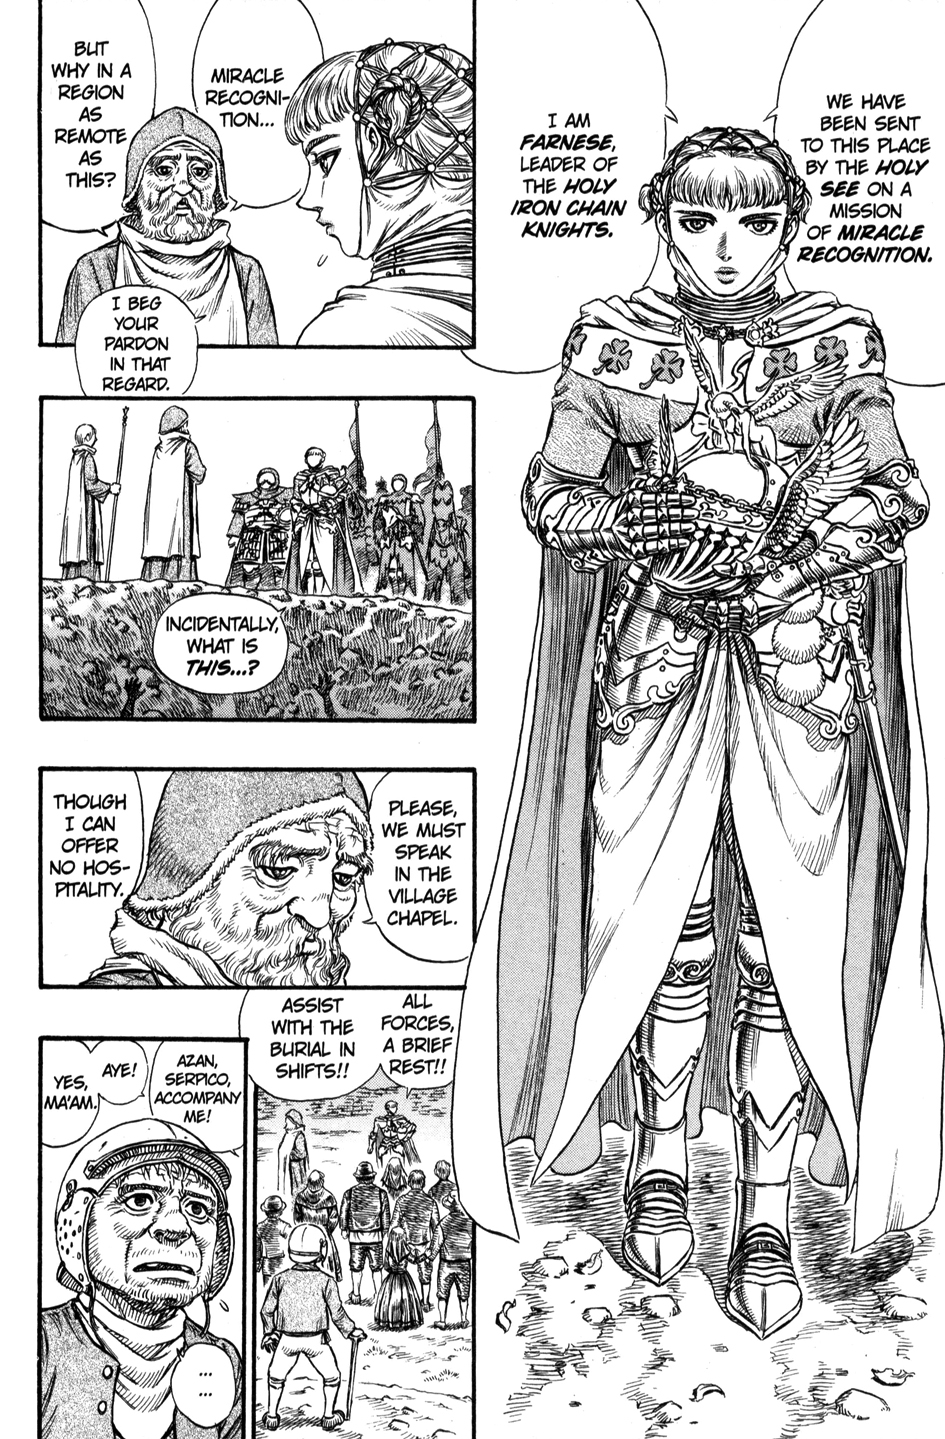 WE HAVE
BEEN SENT
TO THIS PLACE
BY THE HOLY
SEE ON A
MISSION
OF MIRACLE
RECOGNITION.
I AM
FARNESE,
LEADER OF
THE HOLY
IRON CHAIN
KNIGHTS.
MIRACLE
RECOGNI-
TION...
BUT
WHY IN A
REGION
AS
REMOTE
AS
THIS?
I BEG
YOUR
PARDON
IN THAT
REGARD.
INCIDENTALLY,
WHAT IS
THIS...?
PLEASE,
WE MUST
SPEAK
IN THE
VILLAGE
CHAPEL.
THOUGH
I CAN
OFFER
NO HOS-
PITALITY.
ALL
FORCES,
A BRIEF
REST!!
ASSIST
WITH THE
BURIAL IN
SHIFTS!!
AZAN,
SERPICO,
ACCOMPANY
ME!
AYE!
YES,
MA'AM.
...
...